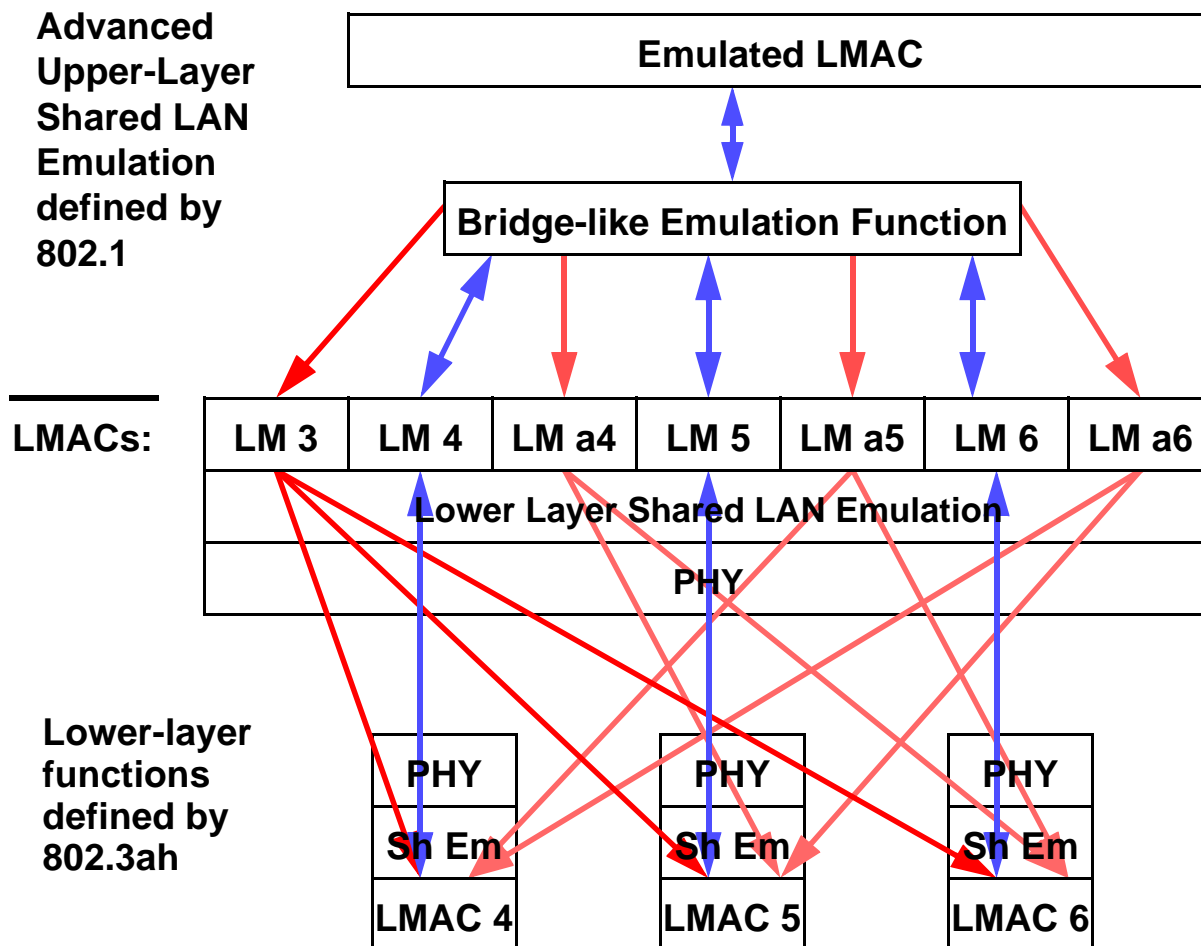 Advanced
Upper-Layer
Shared LAN
Emulation
defined by
802.1
Emulated LMAC
Bridge-like Emulation Function
LMACs:
LM 3
LM 4
LM a4
LM 5
LM a5
LM 6
LM a6
Lower Layer Shared LAN Emulation
PHY
Lower-layer
functions
defined by
802.3ah
PHY
Sh Em
LMAC 4
PHY
Sh Em
LMAC 5
PHY
Sh Em
LMAC 6